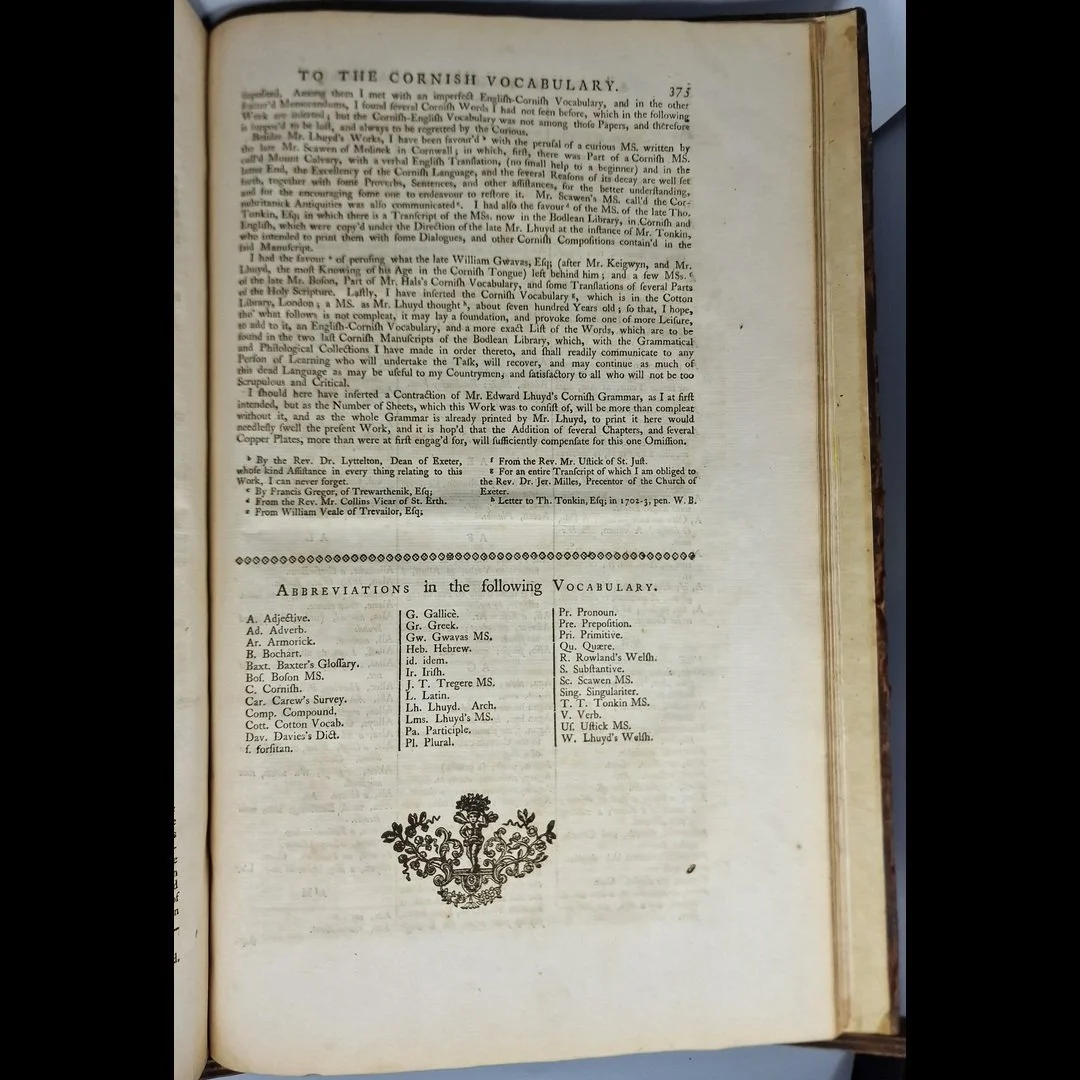 TO THE CORNISH VOCABULARY.
375
Among them I met with an imperfect Engliſh-Corniſh Vocabulary, and in the other
Memorandums, I found ſeveral Corniſh Words I had not ſeen before, which in the following
Work are inſerted; but the Corniſh-Engliſh Vocabulary was not among thoſe Papers, and therefore
is ſuppos'd to be loſt, and always to be regretted by the Curious.
Beſides Mr. Lhuyd's Works, I have been favour'd ᵇ with the peruſal of a curious MS. written by
the late Mr. Scawen of Molinek in Cornwall; in which, firſt, there was Part of a Corniſh MS.
call'd Mount Calvary, with a verbal Engliſh Tranſlation, (no ſmall help to a beginner) and in the
latter End, the Excellency of the Corniſh Language, and the ſeveral Reaſons of its decay are well ſet
forth, together with ſome Proverbs, Sentences, and other aſſiſtances, for the better underſtanding,
and for the encouraging ſome one to endeavour to reſtore it. Mr. Scawen's MS. call'd the Cor-
nubritanick Antiquities was alſo communicated ᶜ. I had alſo the favour ᵈ of the MS. of the late Tho.
Tonkin, Eſq; in which there is a Tranſcript of the MSs. now in the Bodlean Library, in Corniſh and
Engliſh, which were copy'd under the Direction of the late Mr. Lhuyd at the inſtance of Mr. Tonkin,
who intended to print them with ſome Dialogues, and other Corniſh Compoſitions contain'd in the
ſaid Manuſcript.
I had the favour ᵉ of peruſing what the late William Gwavas, Eſq; (after Mr. Keigwyn, and Mr.
Lhuyd, the moſt Knowing of his Age in the Corniſh Tongue) left behind him; and a few MSs. ᶠ
of the late Mr. Boſon, Part of Mr. Hals's Corniſh Vocabulary, and ſome Tranſlations of ſeveral Parts
of the Holy Scripture. Laſtly, I have inſerted the Corniſh Vocabulary ᵍ, which is in the Cotton
Library, London; a MS. as Mr. Lhuyd thought ʰ, about ſeven hundred Years old; ſo that, I hope,
tho' what follows is not compleat, it may lay a foundation, and provoke ſome one of more Leiſure,
to add to it, an Engliſh-Corniſh Vocabulary, and a more exact Liſt of the Words, which are to be
found in the two laſt Corniſh Manuſcripts of the Bodlean Library, which, with the Grammatical
and Philological Collections I have made in order thereto, and ſhall readily communicate to any
Perſon of Learning who will undertake the Taſk, will recover, and may continue as much of
this dead Language as may be uſeful to my Countrymen, and ſatisfactory to all who will not be too
Scrupulous and Critical.
I ſhould here have inſerted a Contraction of Mr. Edward Lhuyd's Corniſh Grammar, as I at firſt
intended, but as the Number of Sheets, which this Work was to conſiſt of, will be more than compleat
without it, and as the whole Grammar is already printed by Mr. Lhuyd, to print it here would
needleſly ſwell the preſent Work, and it is hop'd that the Addition of ſeveral Chapters, and ſeveral
Copper Plates, more than were at firſt engag'd for, will ſufficiently compenſate for this one Omiſſion.
ᵇ By the Rev. Dr. Lyttelton, Dean of Exeter,
whoſe kind Aſſiſtance in every thing relating to this
Work, I can never forget.
ᶜ By Francis Gregor, of Trewarthenik, Eſq;
ᵈ From the Rev. Mr. Collins Vicar of St. Erth.
ᵉ From William Veale of Trevailor, Eſq;
ᶠ From the Rev. Mr. Uſtick of St. Juſt.
ᵍ For an entire Tranſcript of which I am obliged to
the Rev. Dr. Jer. Milles, Precentor of the Church of
Exeter.
ʰ Letter to Th. Tonkin, Eſq; in 1702-3, pen. W. B.
ABBREVIATIONS in the following VOCABULARY.
A. Adjective.
Ad. Adverb.
Ar. Armorick.
B. Bochart.
Baxt. Baxter's Gloſſary.
Boſ. Boſon MS.
C. Corniſh.
Car. Carew's Survey.
Comp. Compound.
Cott. Cotton Vocab.
Dav. Davies's Dict.
f. forſitan.
G. Gallicè.
Gr. Greek.
Gw. Gwavas MS.
Heb. Hebrew.
id. idem.
Ir. Iriſh.
J. T. Tregere MS.
L. Latin.
Lh. Lhuyd. Arch.
Lms. Lhuyd's MS.
Pa. Participle.
Pl. Plural.
Pr. Pronoun.
Pre. Prepoſition.
Pri. Primitive.
Qu. Quære.
R. Rowland's Welſh.
S. Subſtantive.
Sc. Scawen MS.
Sing. Singulariter.
T. T. Tonkin MS.
V. Verb.
Uſ. Uſtick MS.
W. Lhuyd's Welſh.